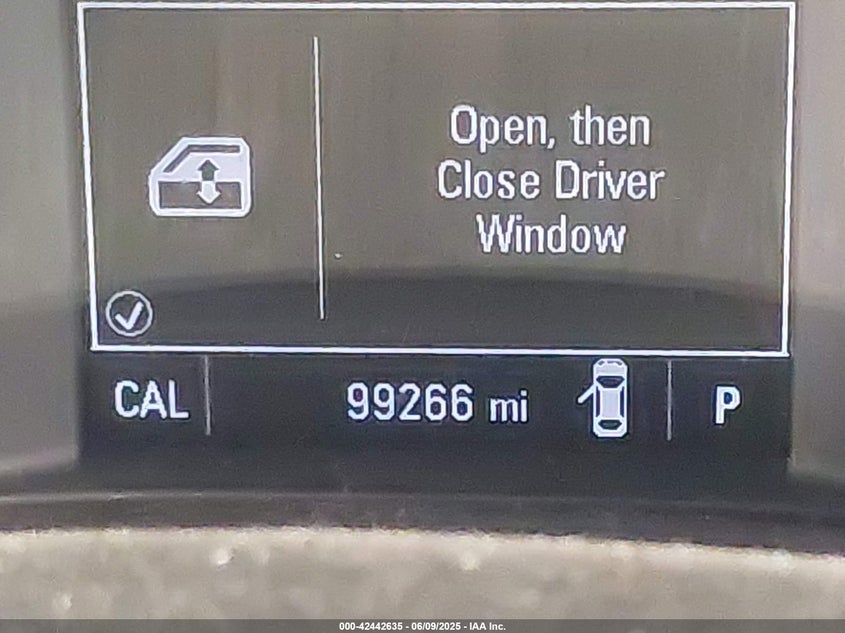 Open, then
Close Driver
Window
CAL 99266 mi P
000-42442635 - 06/09/2025 - IAA Inc.